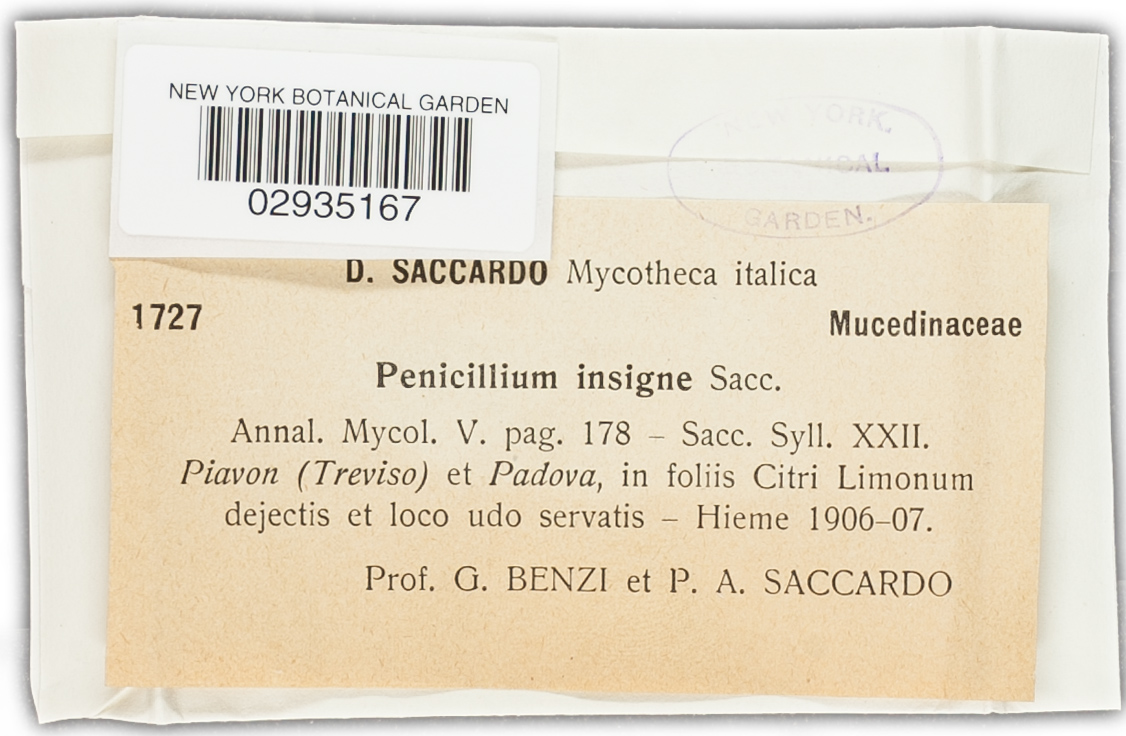 NEW YORK BOTANICAL GARDEN
02935167
YORK.
GARDEN.
D. SACCARDO Mycotheca italica
1727
Mucedinaceae
Penicillium insigne Sacc.
Annal. Mycol. V. pag. 178 – Sacc. Syll. XXII.
Piavon (Treviso) et Padova, in foliis Citri Limonum
dejectis et loco udo servatis – Hieme 1906–07.
Prof. G. BENZI et P. A. SACCARDO